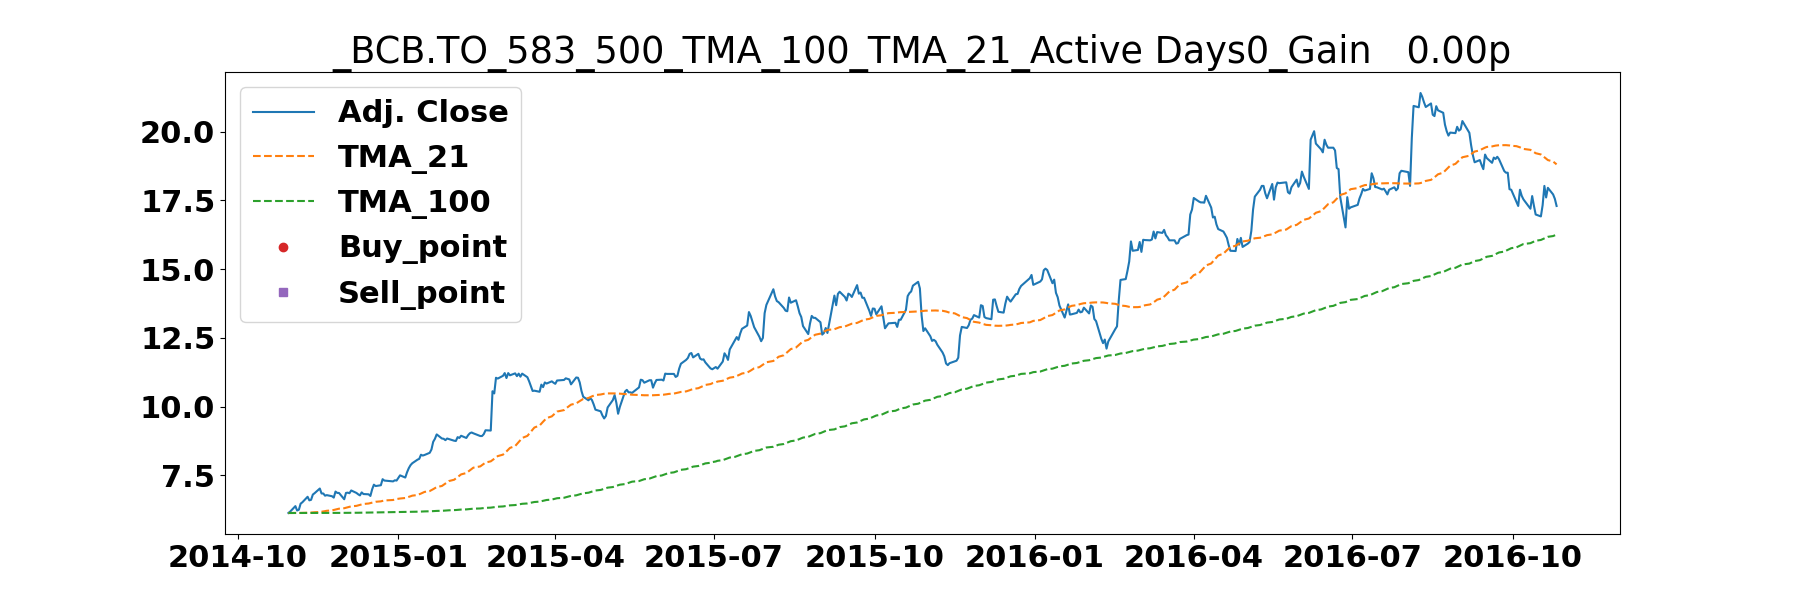 _BCB.TO_583_500_TMA_100_TMA_21_Active Days0_Gain   0.00p
Adj. Close
TMA_21
TMA_100
Buy_point
Sell_point
20.0
17.5
15.0
12.5
10.0
7.5
2014-10 2015-01 2015-04 2015-07 2015-10 2016-01 2016-04 2016-07 2016-10